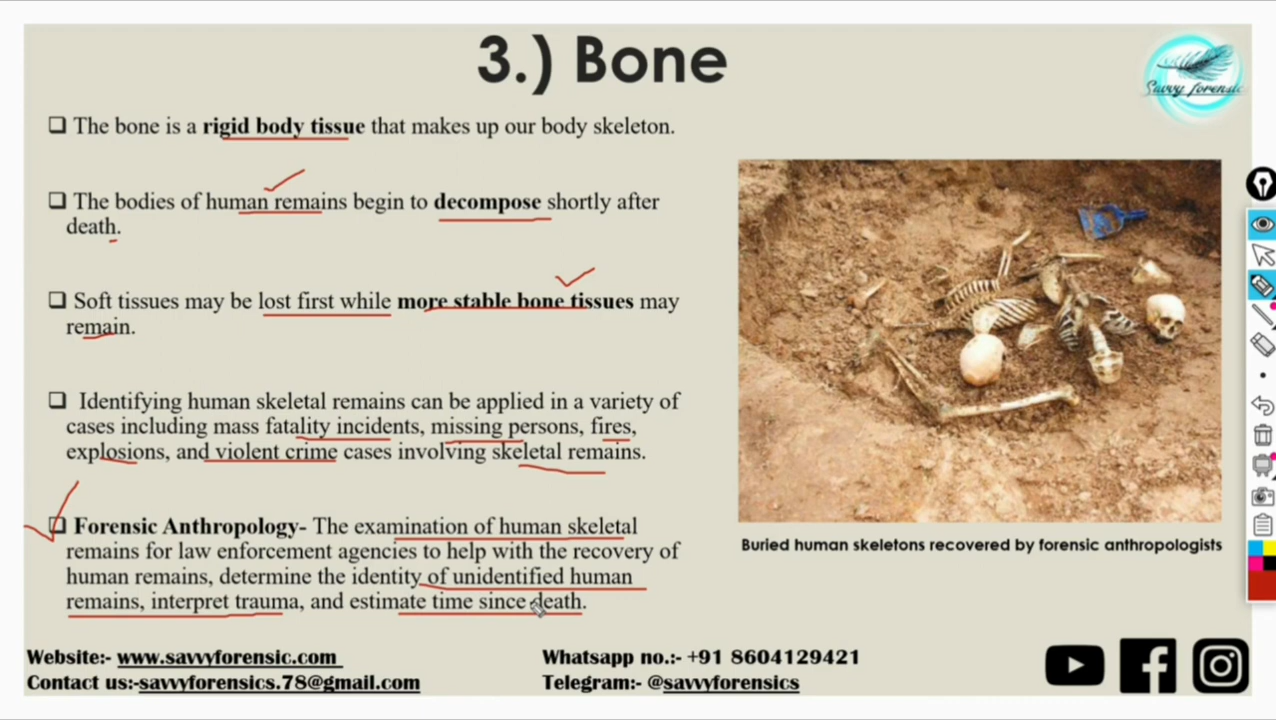 3.) Bone
Savvy forensic
❑ The bone is a rigid body tissue that makes up our body skeleton.
❑ The bodies of human remains begin to decompose shortly after
death.
❑ Soft tissues may be lost first while more stable bone tissues may
remain.
❑ Identifying human skeletal remains can be applied in a variety of
cases including mass fatality incidents, missing persons, fires,
explosions, and violent crime cases involving skeletal remains.
❑ Forensic Anthropology- The examination of human skeletal
remains for law enforcement agencies to help with the recovery of
human remains, determine the identity of unidentified human
remains, interpret trauma, and estimate time since death.
Buried human skeletons recovered by forensic anthropologists
Website:- www.savvyforensic.com
Contact us:-savvyforensics.78@gmail.com
Whatsapp no.:- +91 8604129421
Telegram:- @savvyforensics